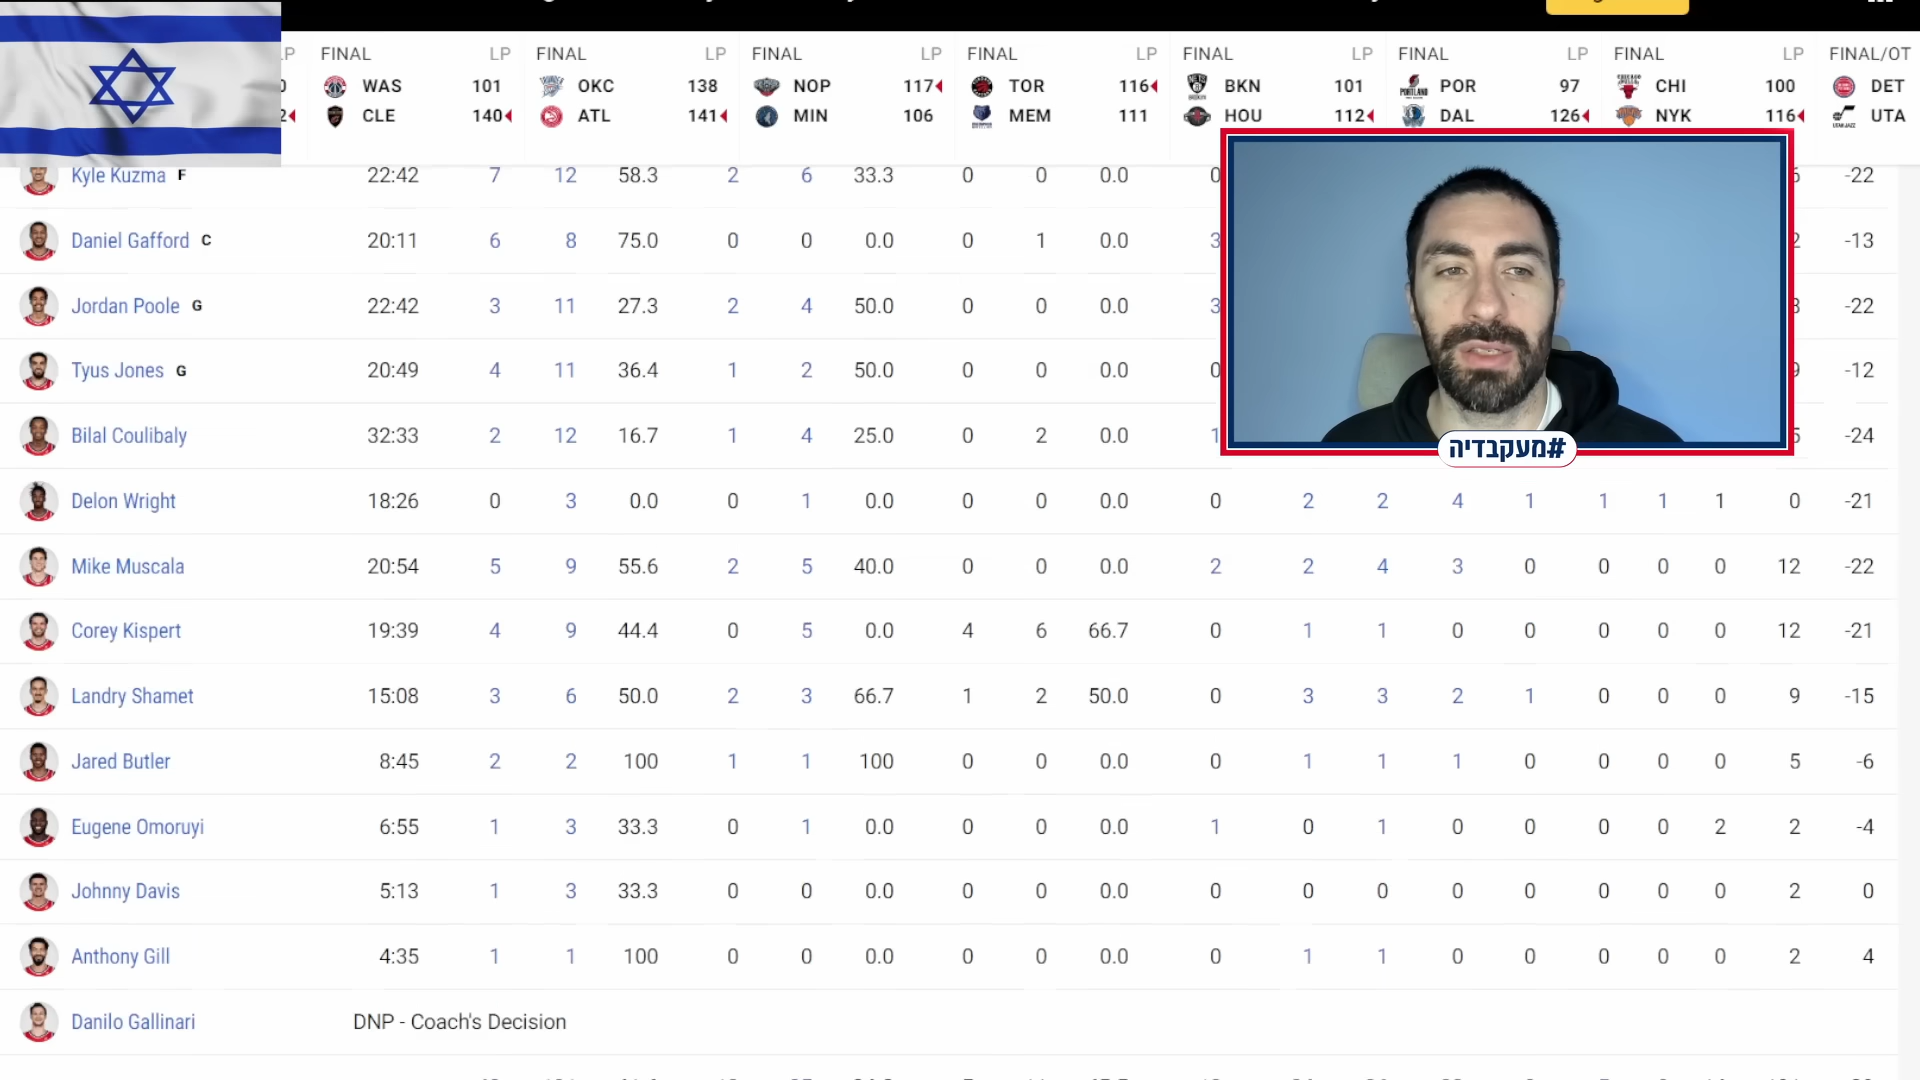 LP FINAL LP FINAL LP FINAL LP FINAL LP FINAL LP FINAL LP FINAL LP FINAL/OT
WAS 101 OKC 138 NOP 117 TOR 116 BKN 101 POR 97 CHI 100 DET
CLE 140 ATL 141 MIN 106 MEM 111 HOU 112 DAL 126 NYK 116 UTA
Kyle Kuzma F 22:42 7 12 58.3 2 6 33.3 0 0 0.0 0 -22
Daniel Gafford C 20:11 6 8 75.0 0 0 0.0 0 1 0.0 3 -13
Jordan Poole G 22:42 3 11 27.3 2 4 50.0 0 0 0.0 3 -22
Tyus Jones G 20:49 4 11 36.4 1 2 50.0 0 0 0.0 0 -12
Bilal Coulibaly 32:33 2 12 16.7 1 4 25.0 0 2 0.0 1 -24
#מעקבדיה
Delon Wright 18:26 0 3 0.0 0 1 0.0 0 0 0.0 0 2 2 4 1 1 1 1 0 -21
Mike Muscala 20:54 5 9 55.6 2 5 40.0 0 0 0.0 2 2 4 3 0 0 0 0 12 -22
Corey Kispert 19:39 4 9 44.4 0 5 0.0 4 6 66.7 0 1 1 0 0 0 0 0 12 -21
Landry Shamet 15:08 3 6 50.0 2 3 66.7 1 2 50.0 0 3 3 2 1 0 0 0 9 -15
Jared Butler 8:45 2 2 100 1 1 100 0 0 0.0 0 1 1 1 0 0 0 0 5 -6
Eugene Omoruyi 6:55 1 3 33.3 0 1 0.0 0 0 0.0 1 0 1 0 0 0 0 2 2 -4
Johnny Davis 5:13 1 3 33.3 0 0 0.0 0 0 0.0 0 0 0 0 0 0 0 0 2 0
Anthony Gill 4:35 1 1 100 0 0 0.0 0 0 0.0 0 1 1 0 0 0 0 0 2 4
Danilo Gallinari DNP - Coach's Decision